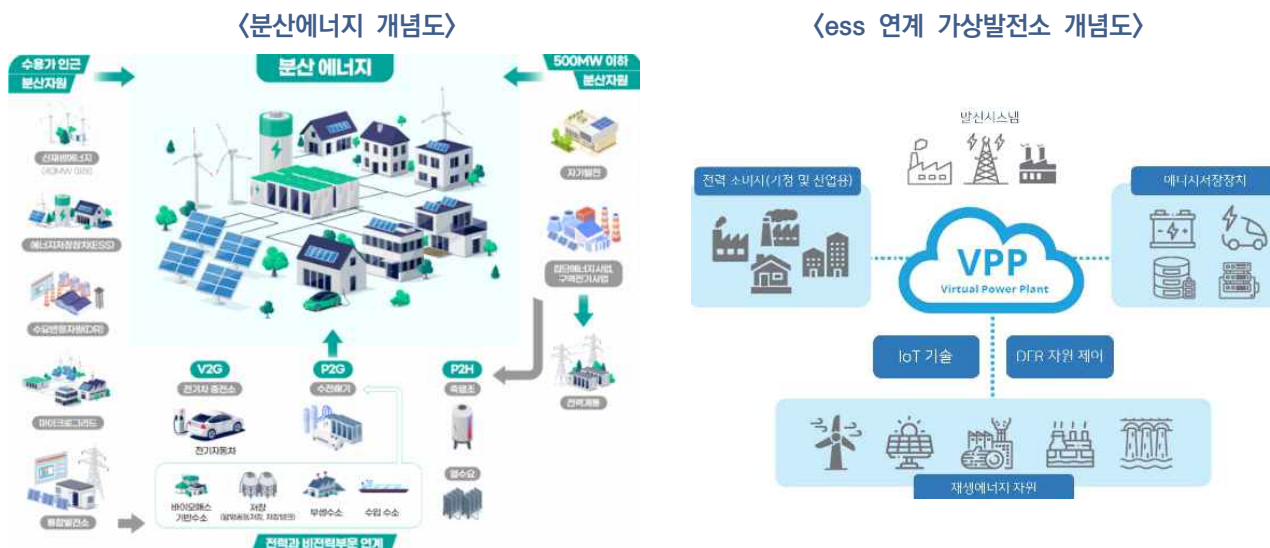 〈분산에너지 개념도〉
수용가 인근
분산자원
분산 에너지
500MW 이하
분산자원
신재생에너지
(40MW 이하)
에너지저장장치(ESS)
수요반응자원(DR)
마이크로그리드
통합발전소
자가발전
집단에너지사업,
구역전기사업
전력계통
V2G
전기차 충전소
전기자동차
P2G
수전해기
P2H
축열조
열수요
바이오매스
기반수소
저장
부생수소
수입 수소
전력과 비전력부문 연계
〈ess 연계 가상발전소 개념도〉
전력 소비시(기정 및 신업용)
에너시서장장치
VPP
Virtual Power Plant
IoT 기술
DER 자원 제어
재생에너지 자원